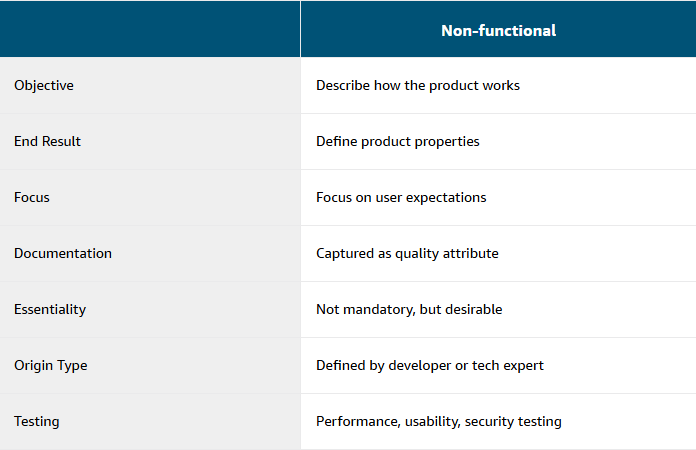 Non-functional
Objective Describe how the product works
End Result Define product properties
Focus Focus on user expectations
Documentation Captured as quality attribute
Essentiality Not mandatory, but desirable
Origin Type Defined by developer or tech expert
Testing Performance, usability, security testing